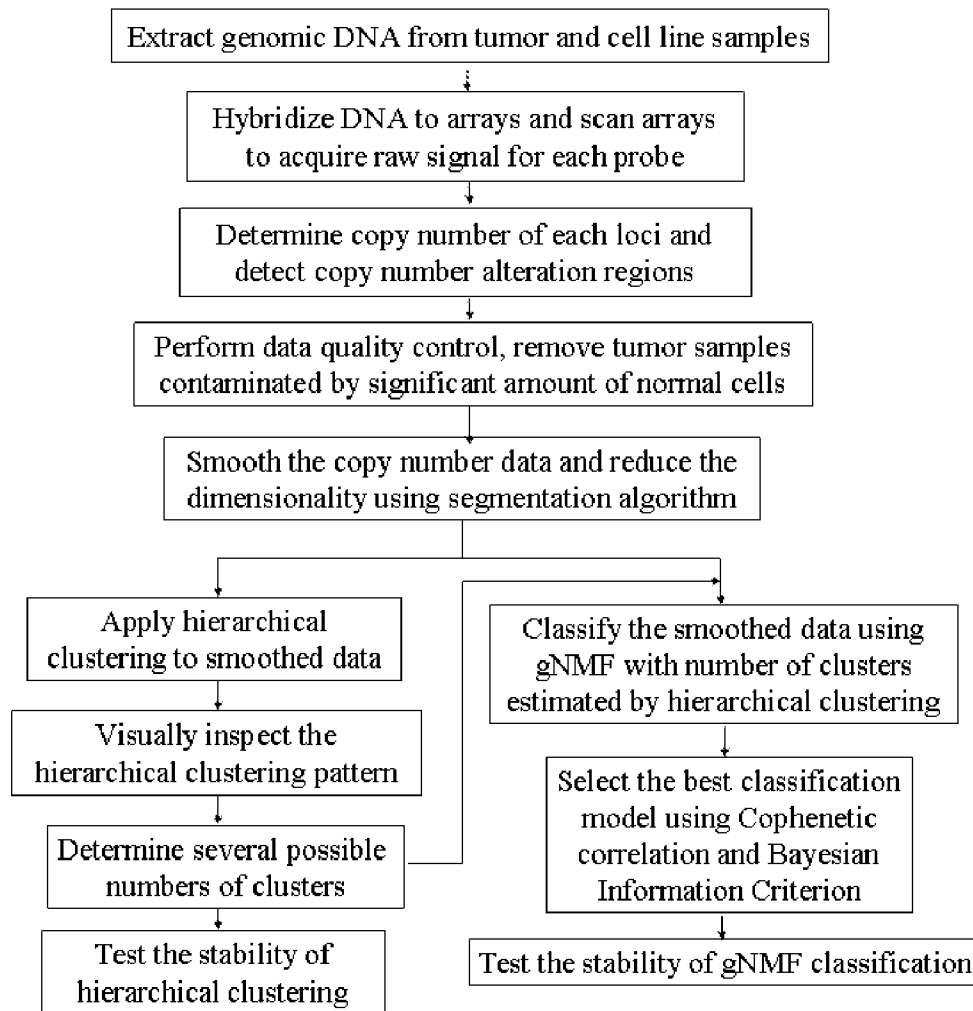 Extract genomic DNA from tumor and cell line samples
Hybridize DNA to arrays and scan arrays
to acquire raw signal for each probe
Determine copy number of each loci and
detect copy number alteration regions
Perform data quality control, remove tumor samples
contaminated by significant amount of normal cells
Smooth the copy number data and reduce the
dimensionality using segmentation algorithm
Apply hierarchical
clustering to smoothed data
Visually inspect the
hierarchical clustering pattern
Determine several possible
numbers of clusters
Test the stability of
hierarchical clustering
Classify the smoothed data using
gNMF with number of clusters
estimated by hierarchical clustering
Select the best classification
model using Cophenetic
correlation and Bayesian
Information Criterion
Test the stability of gNMF classification